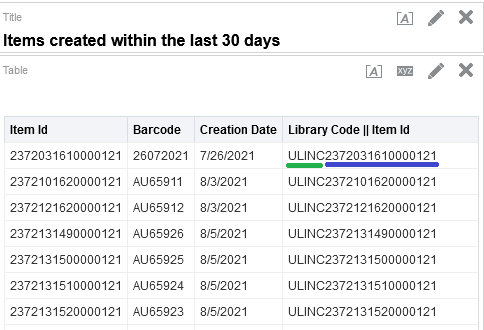 Title
Items created within the last 30 days
Table
xyz
Item Id Barcode Creation Date Library Code || Item Id
2372031610000121 26072021 7/26/2021 ULINC2372031610000121
2372101620000121 AU65911 8/3/2021 ULINC2372101620000121
2372121620000121 AU65912 8/3/2021 ULINC2372121620000121
2372131490000121 AU65926 8/5/2021 ULINC2372131490000121
2372131500000121 AU65925 8/5/2021 ULINC2372131500000121
2372131510000121 AU65924 8/5/2021 ULINC2372131510000121
2372131520000121 AU65923 8/5/2021 ULINC2372131520000121